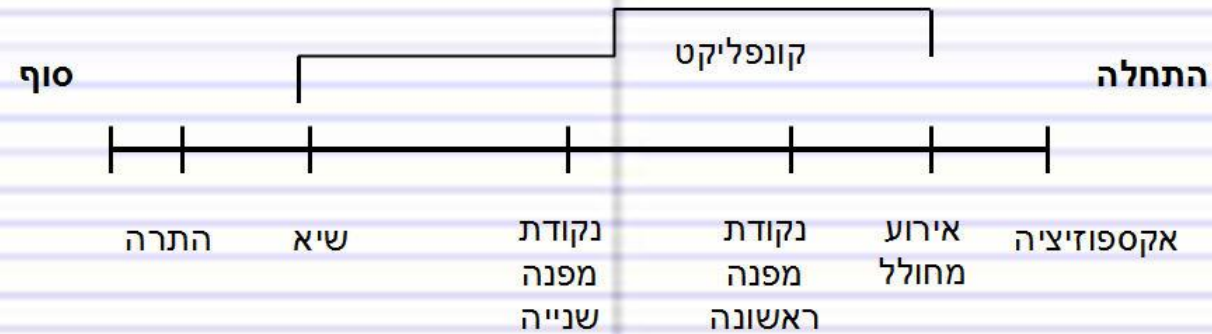 קונפליקט
התחלה
סוף
אקספוזיציה
אירוע
מחולל
נקודת
מפנה
ראשונה
נקודת
מפנה
שנייה
שיא
התרה